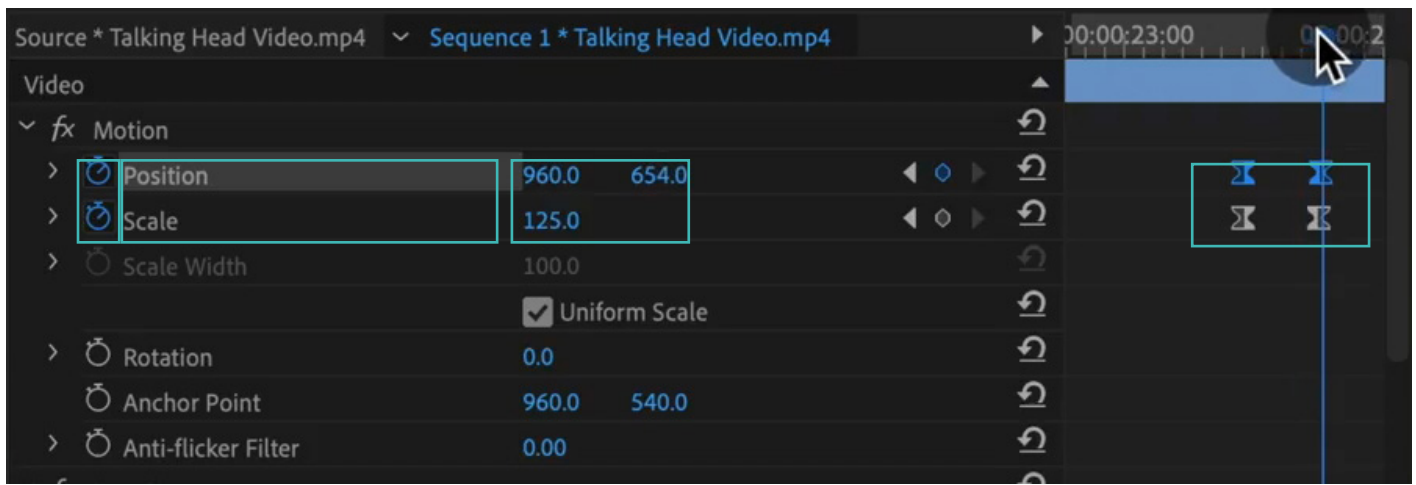 Source * Talking Head Video.mp4 Sequence 1 * Talking Head Video.mp4 00:00:23:00
Video
fx Motion
Position 960.0 654.0
Scale 125.0
Scale Width 100.0
Uniform Scale
Rotation 0.0
Anchor Point 960.0 540.0
Anti-flicker Filter 0.00